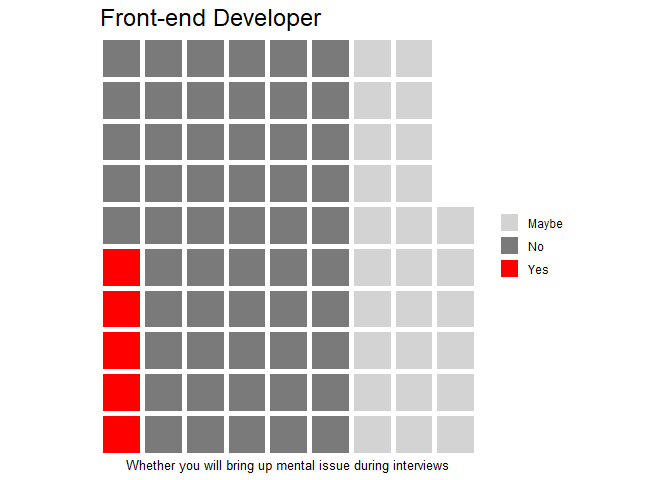 Front-end Developer
Maybe
No
Yes
Whether you will bring up mental issue during interviews